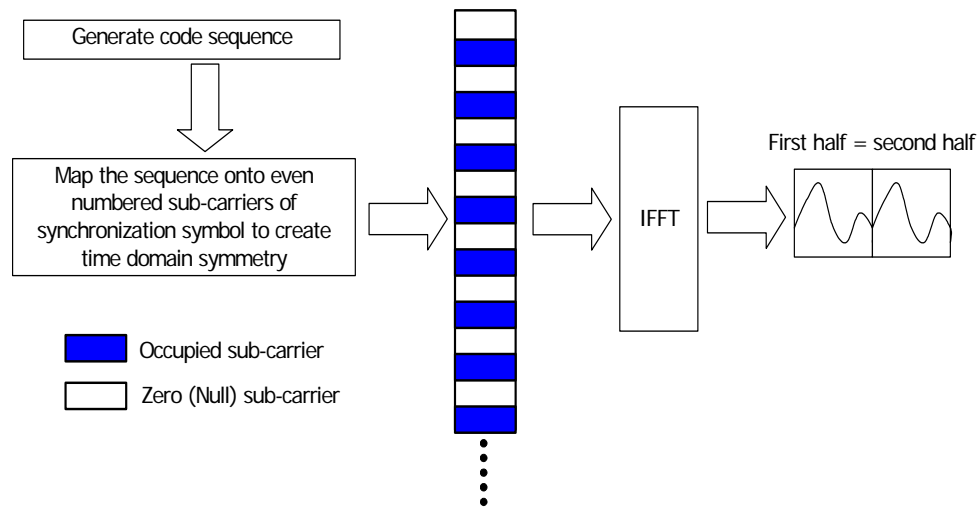 Generate code sequence
Map the sequence onto even
numbered sub-carriers of
synchronization symbol to create
time domain symmetry
IFFT
First half = second half
Occupied sub-carrier
Zero (Null) sub-carrier